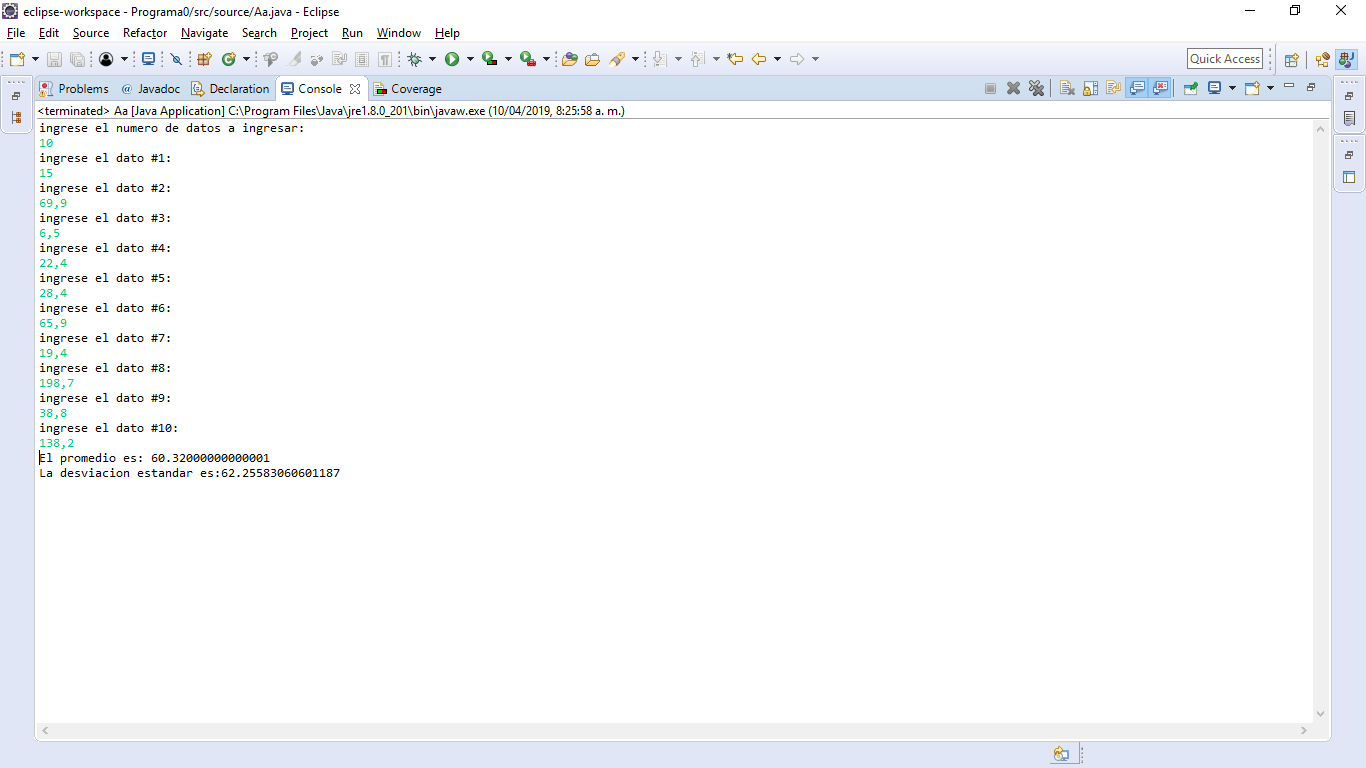 eclipse-workspace - Programa0/src/source/Aa.java - Eclipse
File Edit Source Refactor Navigate Search Project Run Window Help
Quick Access
Problems @ Javadoc Declaration Console Coverage
<terminated> Aa [Java Application] C:\Program Files\Java\jre1.8.0_201\bin\javaw.exe (10/04/2019, 8:25:58 a. m.)
ingrese el numero de datos a ingresar:
10
ingrese el dato #1:
15
ingrese el dato #2:
69,9
ingrese el dato #3:
6,5
ingrese el dato #4:
22,4
ingrese el dato #5:
28,4
ingrese el dato #6:
65,9
ingrese el dato #7:
19,4
ingrese el dato #8:
198,7
ingrese el dato #9:
38,8
ingrese el dato #10:
138,2
El promedio es: 60.32000000000001
La desviacion estandar es:62.25583060601187